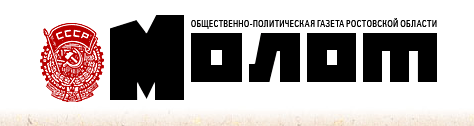 СССР
ОБЩЕСТВЕННО-ПОЛИТИЧЕСКАЯ ГАЗЕТА РОСТОВСКОЙ ОБЛАСТИ
Молот